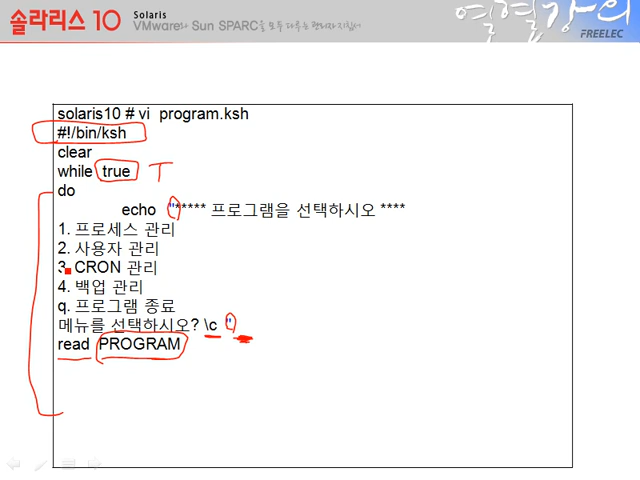 솔라리스 10
Solaris
VMware와 Sun SPARC을 모두 다루는 관리자 지침서
열혈강의
FREELEC
solaris10 # vi program.ksh
#!/bin/ksh
clear
while true T
do
echo "***** 프로그램을 선택하시오 ****
1. 프로세스 관리
2. 사용자 관리
3. CRON 관리
4. 백업 관리
q. 프로그램 종료
메뉴를 선택하시오? \c "
read PROGRAM